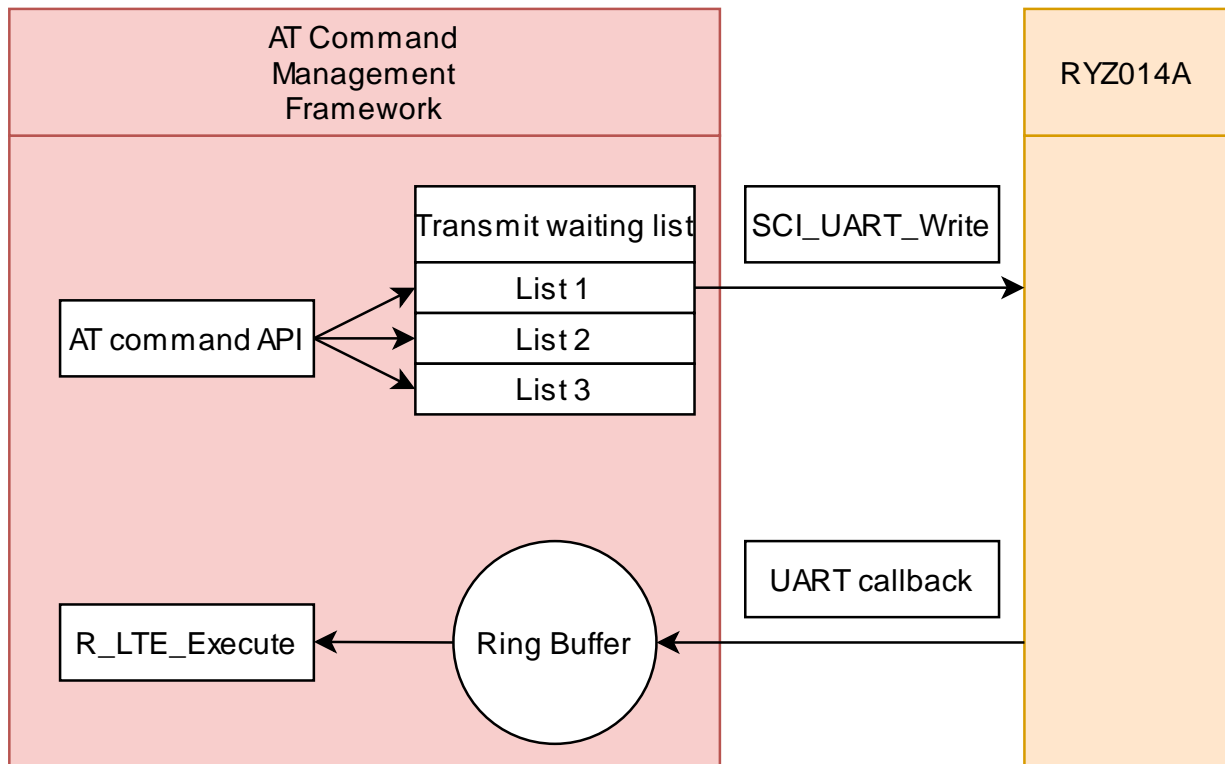 AT Command
Management
Framework
RYZ014A
Transmit waiting list
SCI_UART_Write
List 1
AT command API
List 2
List 3
UART callback
R_LTE_Execute
Ring Buffer